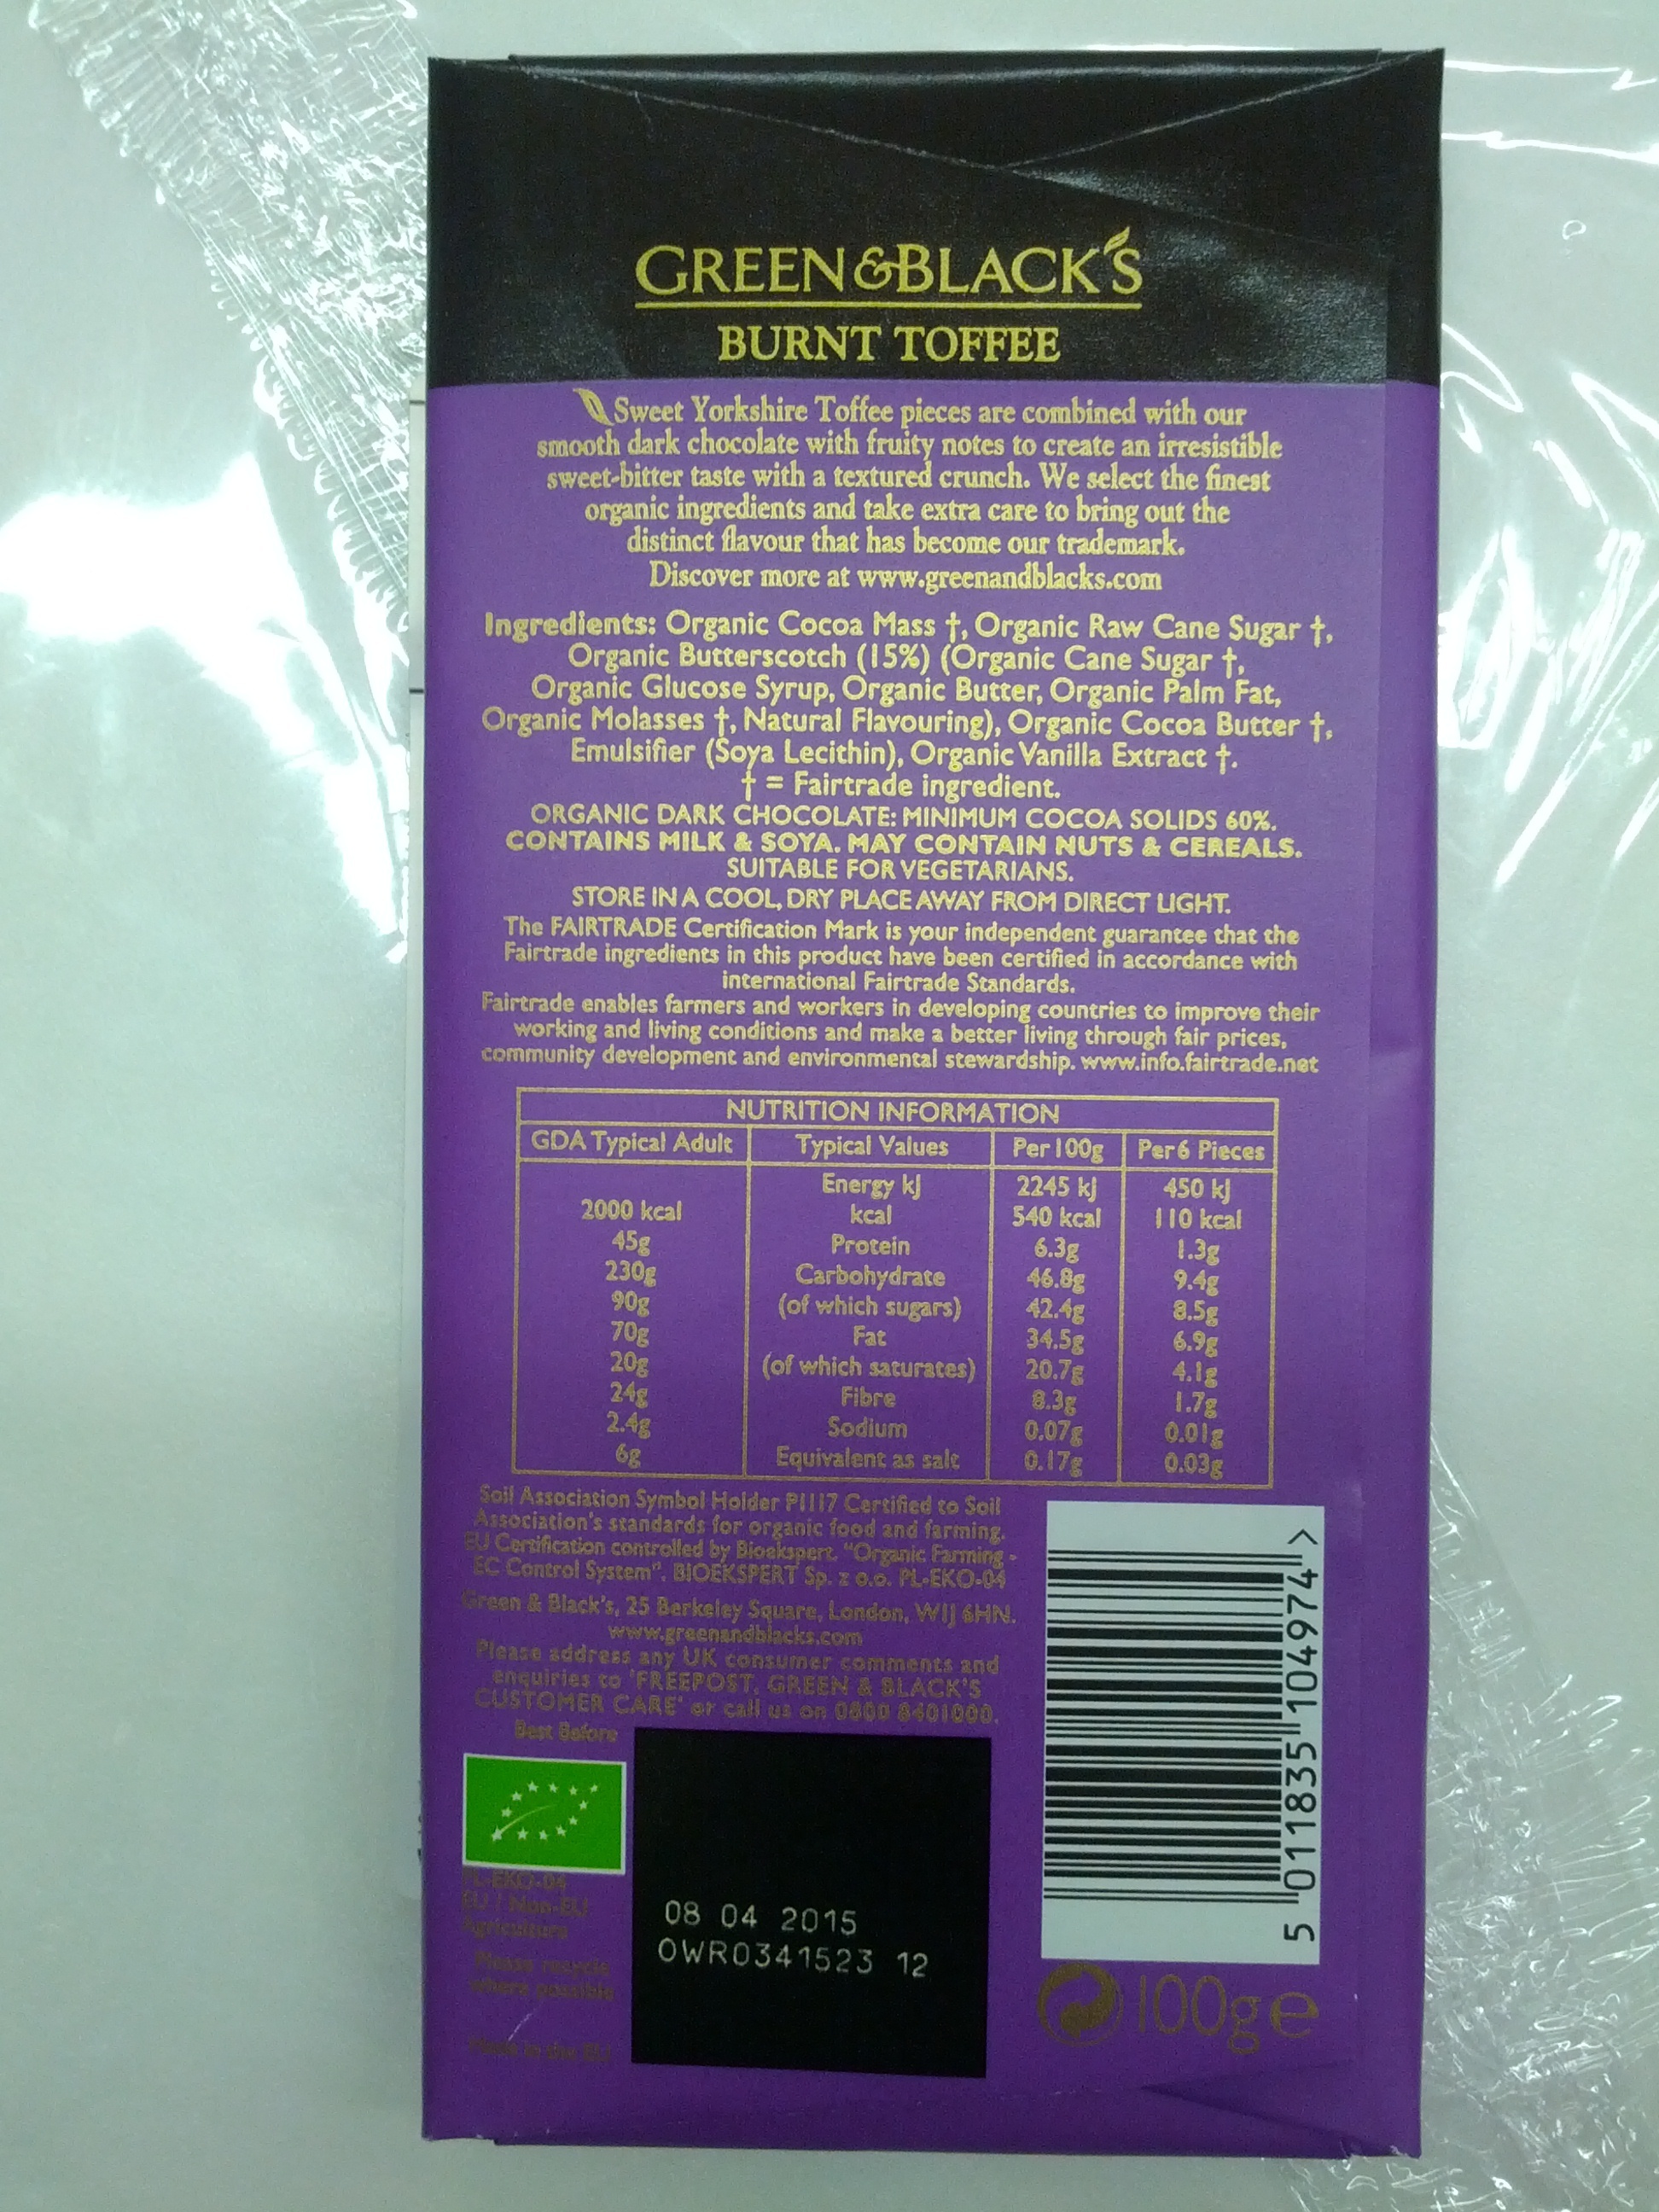 GREEN&BLACK'S
BURNT TOFFEE
Sweet Yorkshire Toffee pieces are combined with our
smooth dark chocolate with fruity notes to create an irresistible
sweet-bitter taste with a textured crunch. We select the finest
organic ingredients and take extra care to bring out the
distinct flavour that has become our trademark.
Discover more at www.greenandblacks.com
Ingredients: Organic Cocoa Mass †, Organic Raw Cane Sugar †,
Organic Butterscotch (15%) (Organic Cane Sugar †,
Organic Glucose Syrup, Organic Butter, Organic Palm Fat,
Organic Molasses †, Natural Flavouring), Organic Cocoa Butter †,
Emulsifier (Soya Lecithin), Organic Vanilla Extract †.
† = Fairtrade ingredient.
ORGANIC DARK CHOCOLATE: MINIMUM COCOA SOLIDS 60%.
CONTAINS MILK & SOYA. MAY CONTAIN NUTS & CEREALS.
SUITABLE FOR VEGETARIANS.
STORE IN A COOL, DRY PLACE AWAY FROM DIRECT LIGHT.
The FAIRTRADE Certification Mark is your independent guarantee that the
Fairtrade ingredients in this product have been certified in accordance with
international Fairtrade Standards.
Fairtrade enables farmers and workers in developing countries to improve their
working and living conditions and make a better living through fair prices,
community development and environmental stewardship. www.info.fairtrade.net
NUTRITION INFORMATION
GDA Typical Adult Typical Values Per 100g Per 6 Pieces
Energy kJ 2245 kJ 450 kJ
2000 kcal kcal 540 kcal 110 kcal
45g Protein 6.3g 1.3g
230g Carbohydrate 46.8g 9.4g
90g (of which sugars) 42.4g 8.5g
70g Fat 34.5g 6.9g
20g (of which saturates) 20.7g 4.1g
24g Fibre 8.3g 1.7g
2.4g Sodium 0.07g 0.01g
6g Equivalent as salt 0.17g 0.03g
Soil Association Symbol Holder P1117 Certified to Soil
Association's standards for organic food and farming.
EU Certification controlled by Bioekspert. "Organic Farming -
EC Control System". BIOEKSPERT Sp. z o.o. PL-EKO-04
Green & Black's, 25 Berkeley Square, London, W1J 6HN.
www.greenandblacks.com
Please address any UK consumer comments and
enquiries to 'FREEPOST, GREEN & BLACK'S
CUSTOMER CARE' or call us on 0800 8401000.
Best Before
PL-EKO-04
EU / Non-EU
Agriculture
Please recycle
where possible
Made in the EU
08 04 2015
OWR0341523 12
5 011835 104974 >
100g e